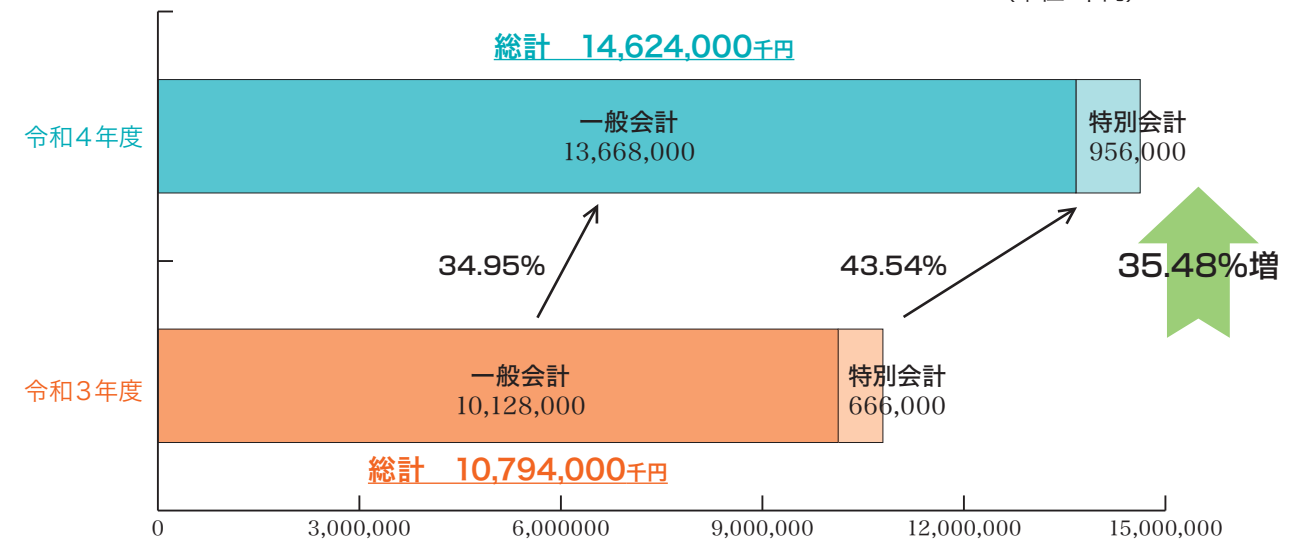 総計 14,624,000千円
令和4年度
一般会計
13,668,000
特別会計
956,000
34.95%
43.54%
35.48%増
令和3年度
一般会計
10,128,000
特別会計
666,000
総計 10,794,000千円
0 3,000,000 6,000000 9,000,000 12,000,000 15,000,000